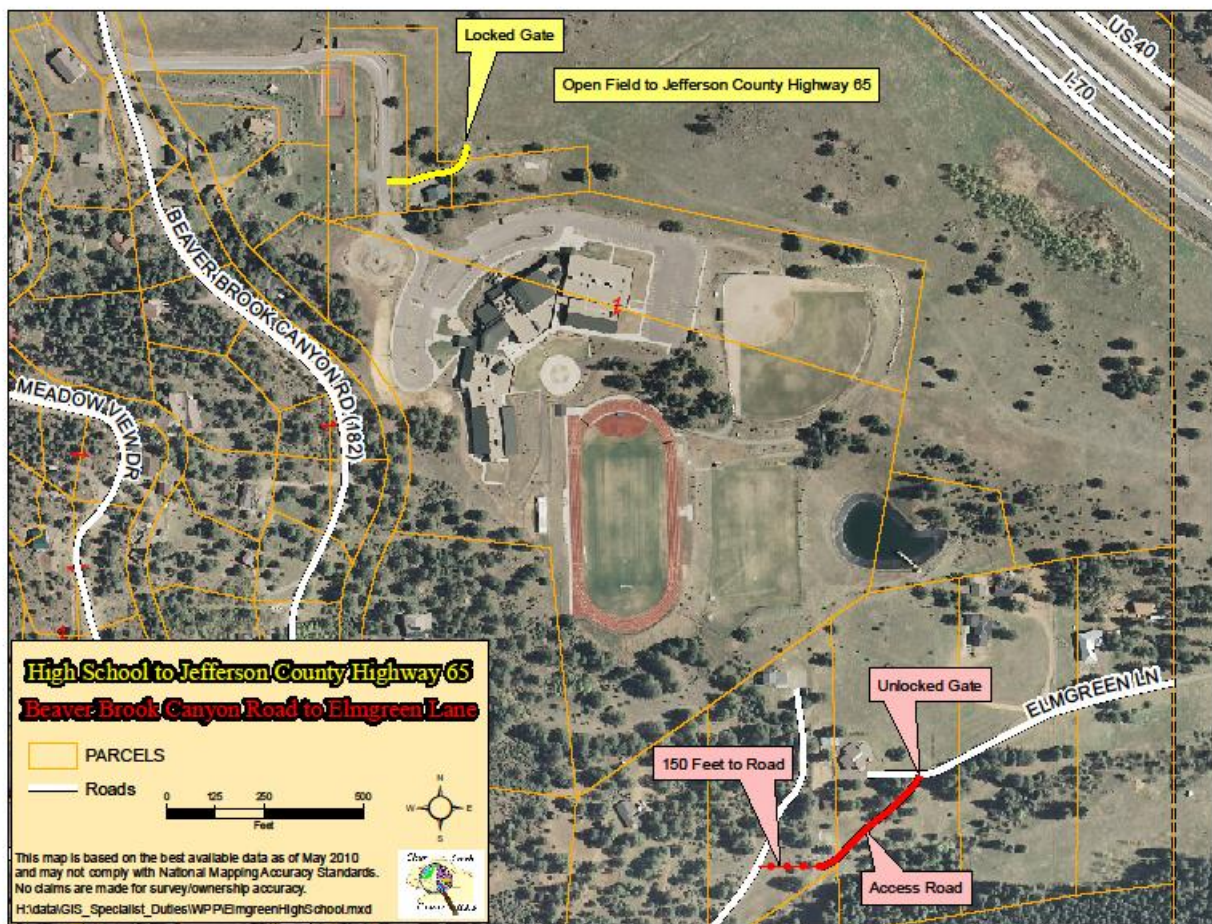 Locked Gate
Open Field to Jefferson County Highway 65
US 40
I-70
BEAVER BROOK CANYON RD (182)
MEADOW VIEW DR
Unlocked Gate
ELMGREEN LN
150 Feet to Road
Access Road
High School to Jefferson County Highway 65
Beaver Brook Canyon Road to Elmgreen Lane
PARCELS
Roads
0 125 250 500
Feet
N
W E
S
This map is based on the best available data as of May 2010
and may not comply with National Mapping Accuracy Standards.
No claims are made for survey/ownership accuracy.
H:\data\GIS_Specialist_Duties\WPP\ElmgreenHighSchool.mxd